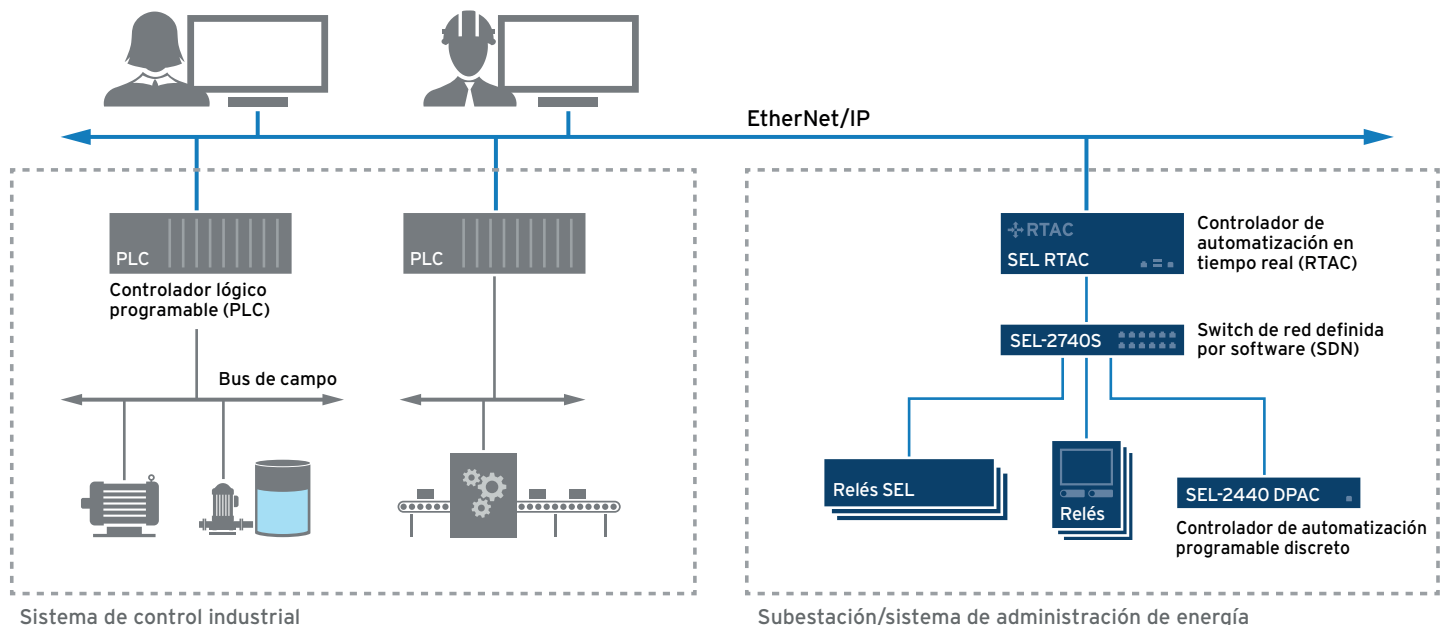 EtherNet/IP
PLC
Controlador lógico
programable (PLC)
Bus de campo
PLC
Sistema de control industrial
RTAC
SEL RTAC
Controlador de
automatización en
tiempo real (RTAC)
SEL-2740S
Switch de red definida
por software (SDN)
Relés SEL
Relés
SEL-2440 DPAC
Controlador de automatización
programable discreto
Subestación/sistema de administración de energía